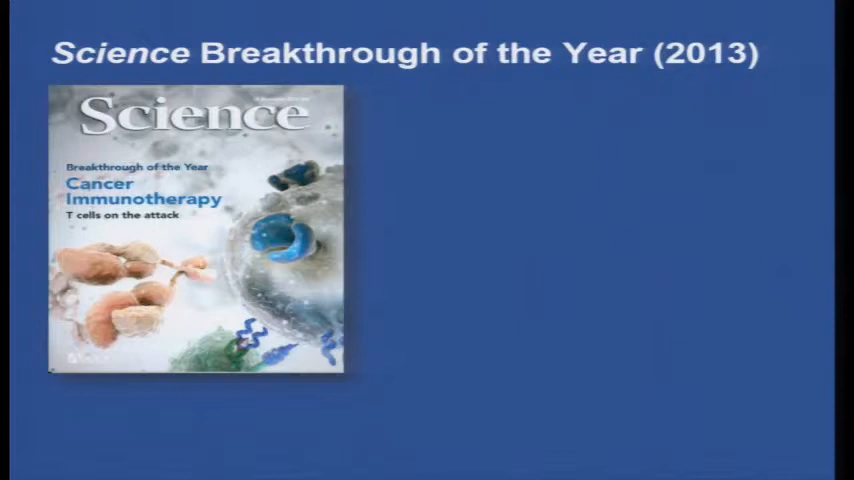 Science Breakthrough of the Year (2013)
Science
Breakthrough of the Year
Cancer
Immunotherapy
T cells on the attack